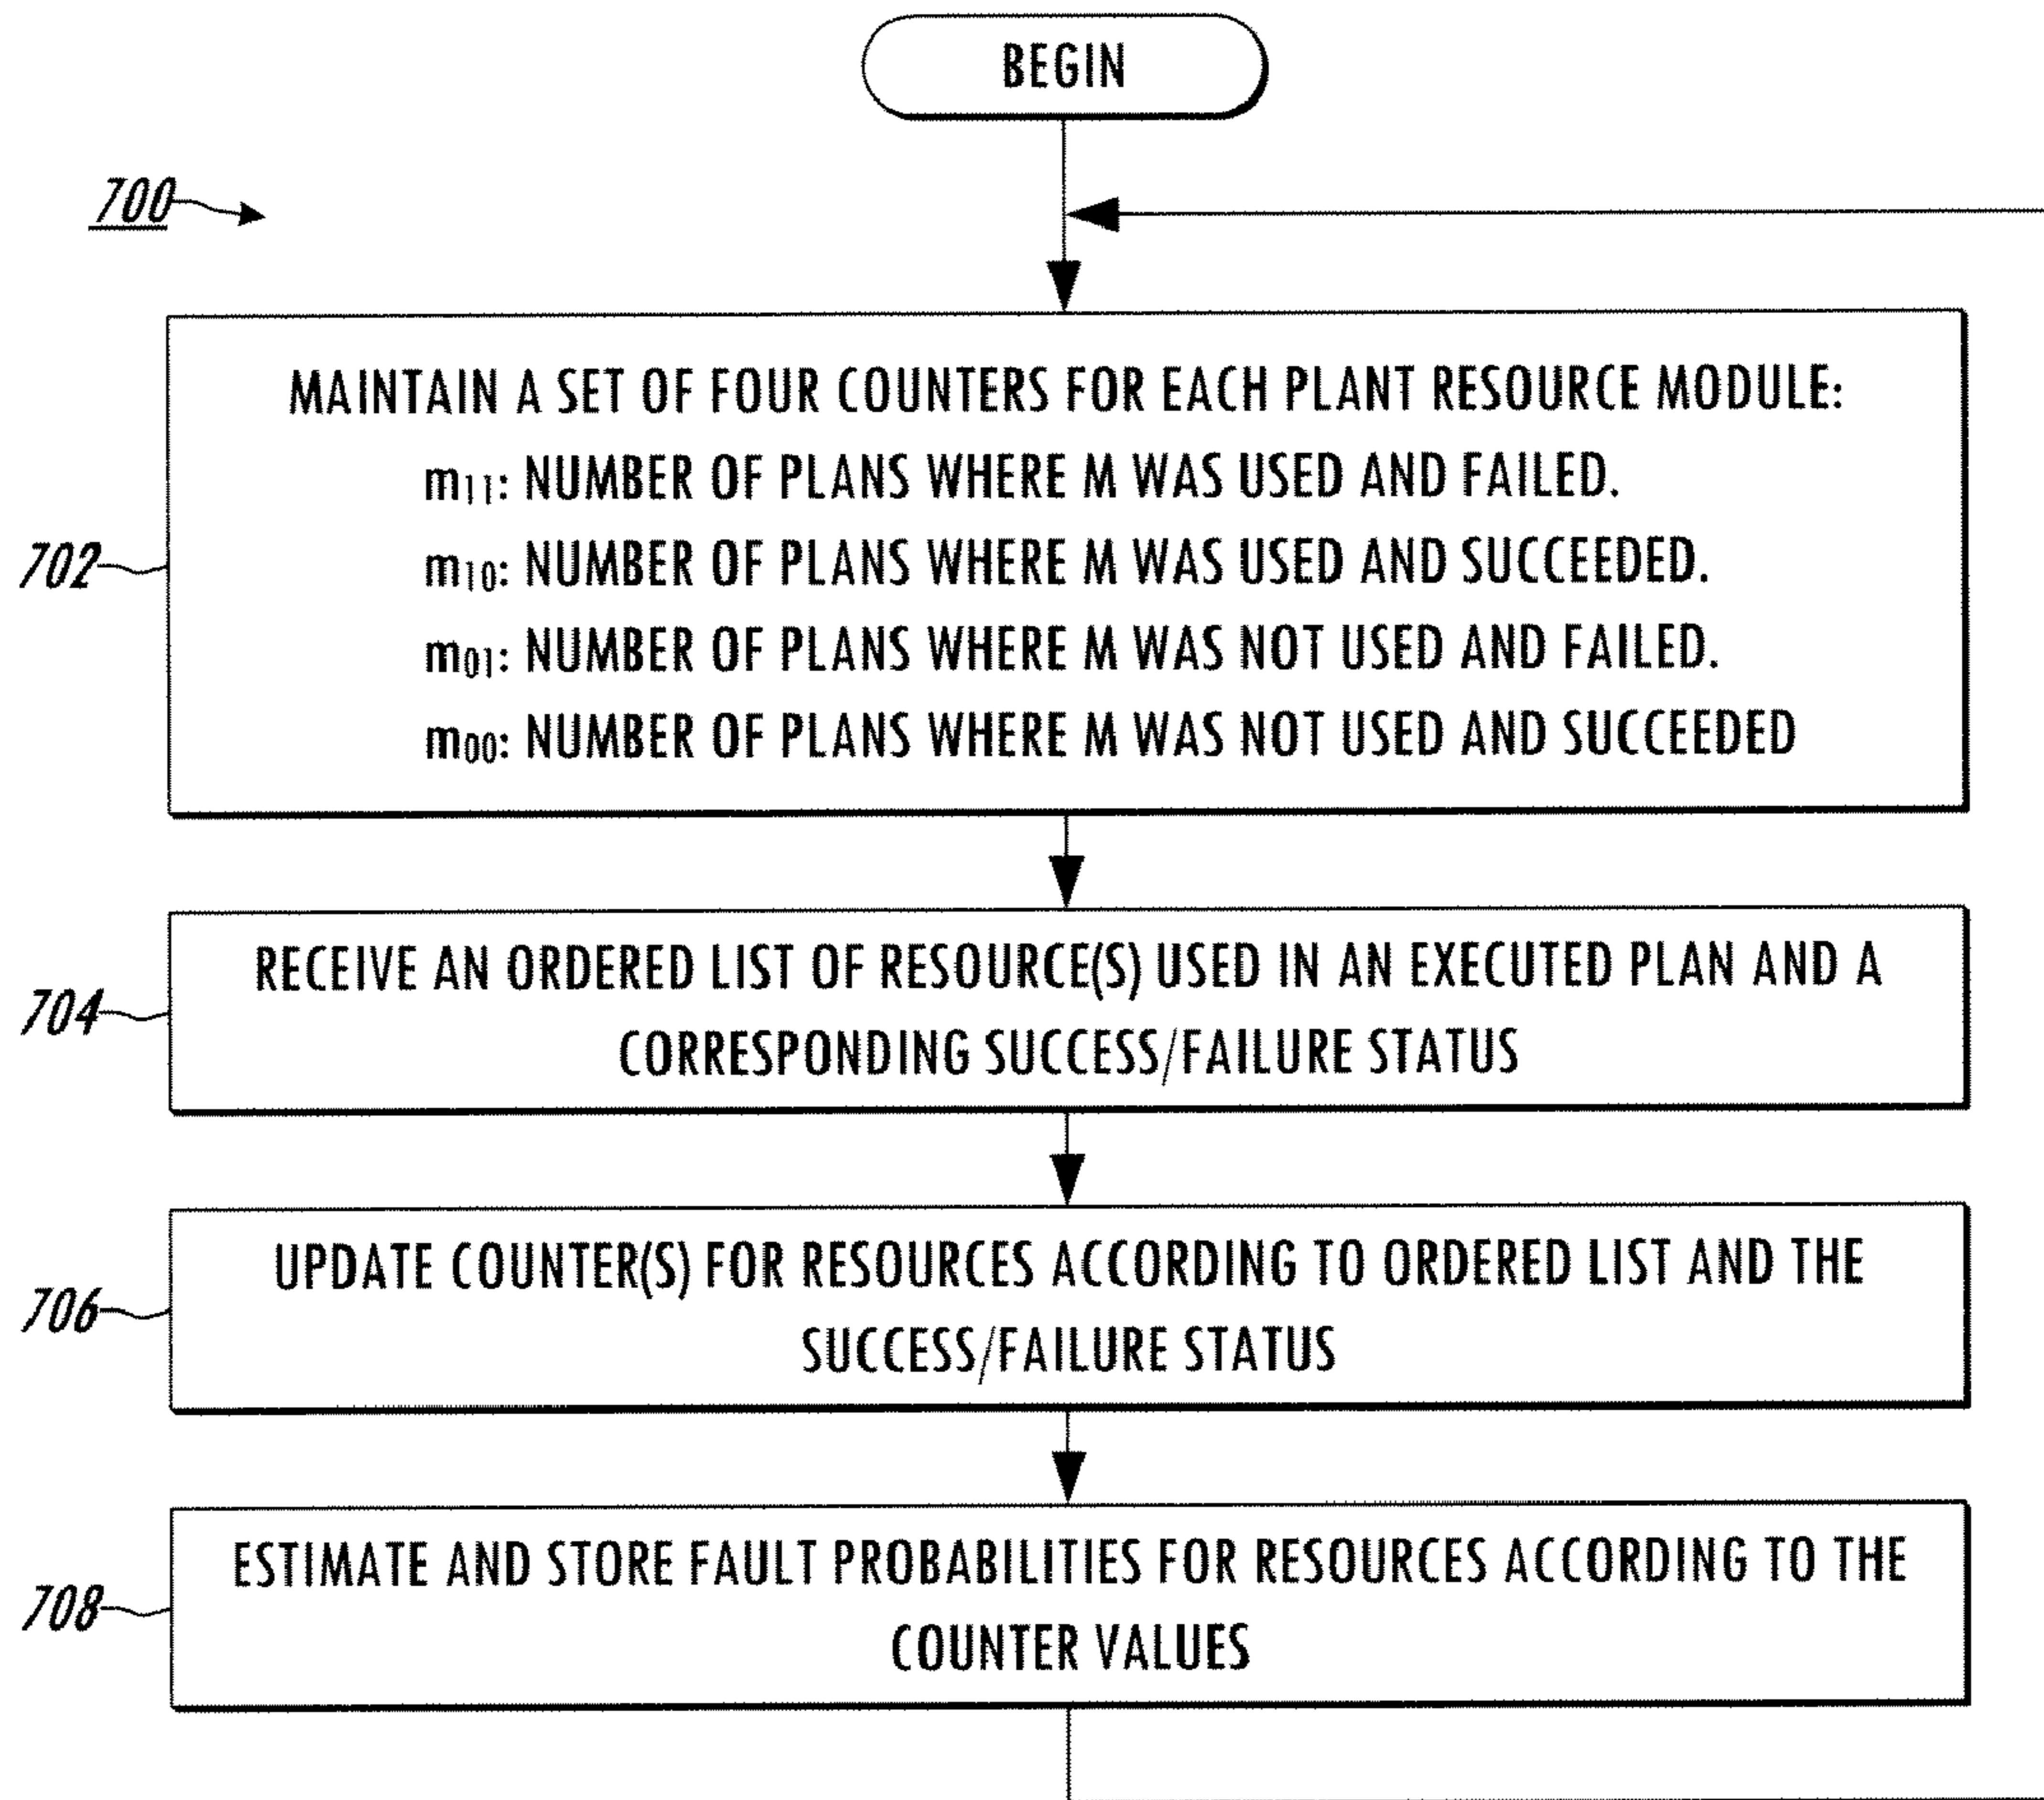 BEGIN
700
MAINTAIN A SET OF FOUR COUNTERS FOR EACH PLANT RESOURCE MODULE:
m₁₁: NUMBER OF PLANS WHERE M WAS USED AND FAILED.
702
m₁₀: NUMBER OF PLANS WHERE M WAS USED AND SUCCEEDED.
m₀₁: NUMBER OF PLANS WHERE M WAS NOT USED AND FAILED.
m₀₀: NUMBER OF PLANS WHERE M WAS NOT USED AND SUCCEEDED
704
RECEIVE AN ORDERED LIST OF RESOURCE(S) USED IN AN EXECUTED PLAN AND A
CORRESPONDING SUCCESS/FAILURE STATUS
706
UPDATE COUNTER(S) FOR RESOURCES ACCORDING TO ORDERED LIST AND THE
SUCCESS/FAILURE STATUS
708
ESTIMATE AND STORE FAULT PROBABILITIES FOR RESOURCES ACCORDING TO THE
COUNTER VALUES